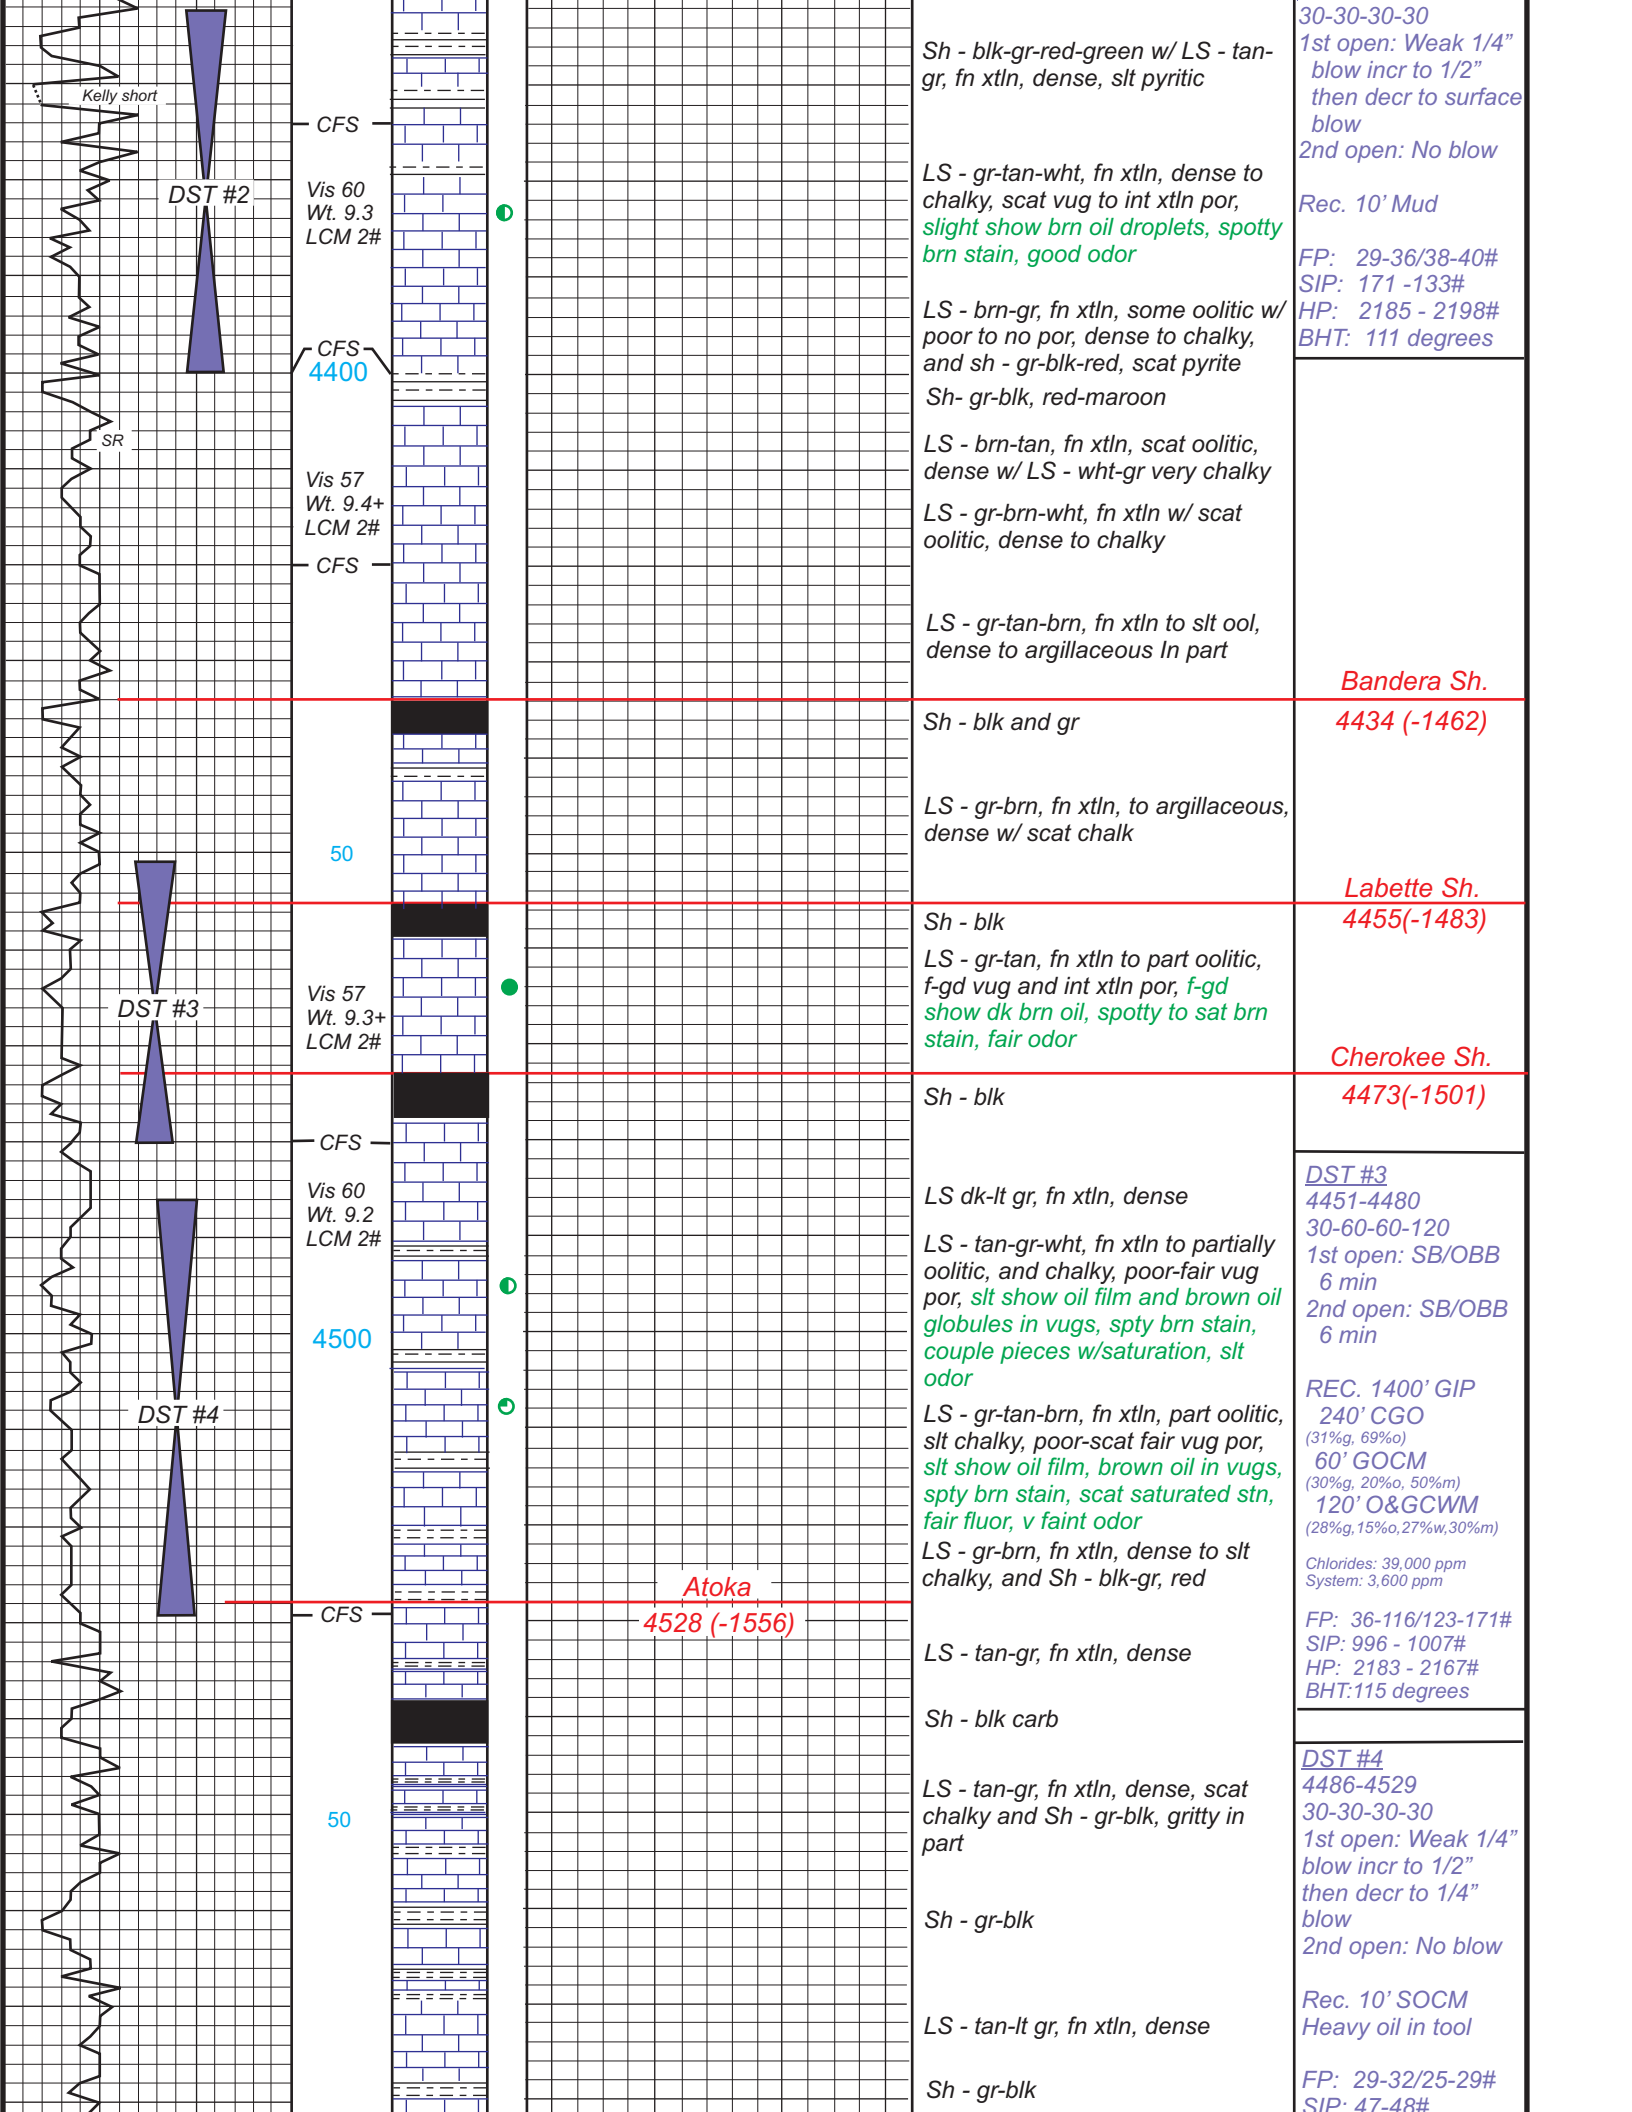 Kelly short
DST #2
SR
DST #3
DST #4
CFS
Vis 60
Wt. 9.3
LCM 2#
CFS
4400
Vis 57
Wt. 9.4+
LCM 2#
CFS
50
Vis 57
Wt. 9.3+
LCM 2#
CFS
Vis 60
Wt. 9.2
LCM 2#
4500
CFS
50
Atoka
4528 (-1556)
Sh - blk-gr-red-green w/ LS - tan-
gr, fn xtln, dense, slt pyritic
LS - gr-tan-wht, fn xtln, dense to
chalky, scat vug to int xtln por,
slight show brn oil droplets, spotty
brn stain, good odor
LS - brn-gr, fn xtln, some oolitic w/
poor to no por, dense to chalky,
and sh - gr-blk-red, scat pyrite
Sh- gr-blk, red-maroon
LS - brn-tan, fn xtln, scat oolitic,
dense w/ LS - wht-gr very chalky
LS - gr-brn-wht, fn xtln w/ scat
oolitic, dense to chalky
LS - gr-tan-brn, fn xtln to slt ool,
dense to argillaceous In part
Sh - blk and gr
LS - gr-brn, fn xtln, to argillaceous,
dense w/ scat chalk
Sh - blk
LS - gr-tan, fn xtln to part oolitic,
f-gd vug and int xtln por, f-gd
show dk brn oil, spotty to sat brn
stain, fair odor
Sh - blk
LS dk-lt gr, fn xtln, dense
LS - tan-gr-wht, fn xtln to partially
oolitic, and chalky, poor-fair vug
por, slt show oil film and brown oil
globules in vugs, spty brn stain,
couple pieces w/saturation, slt
odor
LS - gr-tan-brn, fn xtln, part oolitic,
slt chalky, poor-scat fair vug por,
slt show oil film, brown oil in vugs,
spty brn stain, scat saturated stn,
fair fluor, v faint odor
LS - gr-brn, fn xtln, dense to slt
chalky, and Sh - blk-gr, red
LS - tan-gr, fn xtln, dense
Sh - blk carb
LS - tan-gr, fn xtln, dense, scat
chalky and Sh - gr-blk, gritty in
part
Sh - gr-blk
LS - tan-lt gr, fn xtln, dense
Sh - gr-blk
30-30-30-30
1st open: Weak 1/4”
blow incr to 1/2”
then decr to surface
blow
2nd open: No blow
Rec. 10’ Mud
FP: 29-36/38-40#
SIP: 171 -133#
HP: 2185 - 2198#
BHT: 111 degrees
Bandera Sh.
4434 (-1462)
Labette Sh.
4455(-1483)
Cherokee Sh.
4473(-1501)
DST #3
4451-4480
30-60-60-120
1st open: SB/OBB
6 min
2nd open: SB/OBB
6 min
REC. 1400’ GIP
240’ CGO
(31%g, 69%o)
60’ GOCM
(30%g, 20%o, 50%m)
120’ O&GCWM
(28%g,15%o,27%w,30%m)
Chlorides: 39,000 ppm
System: 3,600 ppm
FP: 36-116/123-171#
SIP: 996 - 1007#
HP: 2183 - 2167#
BHT:115 degrees
DST #4
4486-4529
30-30-30-30
1st open: Weak 1/4”
blow incr to 1/2”
then decr to 1/4”
blow
2nd open: No blow
Rec. 10’ SOCM
Heavy oil in tool
FP: 29-32/25-29#
SIP: 47-48#